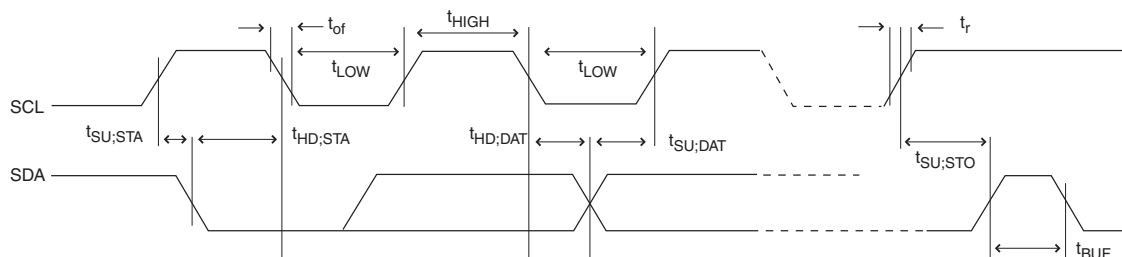 t_of
t_HIGH
t_r
t_LOW
t_LOW
SCL
t_SU;STA
t_HD;STA
t_HD;DAT
t_SU;DAT
t_SU;STO
SDA
t_BUF